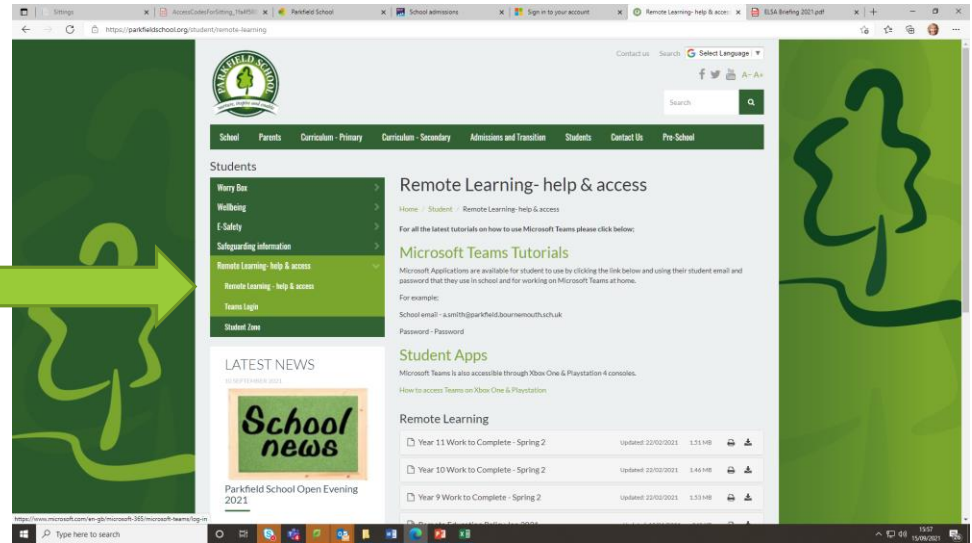 Sittings
Parkfield School
School admissions
Sign in to your account
Remote Learning- help & acces
ELSA Briefing 2021.pdf
https://parkfieldschool.org/student/remote-learning
Contact us Search Select Language
A- A+
PARKFIELD SCHOOL
Search
School Parents Curriculum - Primary Curriculum - Secondary Admissions and Transition Students Contact Us Pre-School
Students
Worry Box
Wellbeing
E-Safety
Safeguarding information
Remote Learning- help & access
Remote Learning - help & access
Teams Login
Student Zone
LATEST NEWS
SEPTEMBER 2021
School
news
Parkfield School Open Evening
2021
Remote Learning- help & access
Home / Student / Remote Learning- help & access
For all the latest tutorials on how to use Microsoft Teams please click below;
Microsoft Teams Tutorials
Microsoft Applications are available for student to use by clicking the link below and using their student email and
password that they use in school and for working on Microsoft Teams at home.
For example;
School email - a.smith@parkfield.bournemouth.sch.uk
Password - Password
Student Apps
Microsoft Teams is also accessible through Xbox One & Playstation 4 consoles.
How to access Teams on Xbox One & Playstation
Remote Learning
Year 11 Work to Complete - Spring 2 Updated: 22/02/2021 1.51 MB
Year 10 Work to Complete - Spring 2 Updated: 22/02/2021 1.46 MB
Year 9 Work to Complete - Spring 2 Updated: 22/02/2021 1.53 MB
https://www.microsoft.com/en-gb/microsoft-365/microsoft-teams/log-in
Type here to search
15:57
15/09/2021